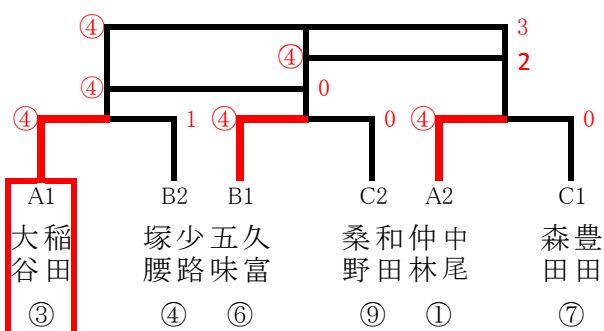 ④
3
④
2
④
0
④
1
④
0
④
0
A1
B2
B1
C2
A2
C1
稲田
大谷
少路
塚腰
久富
五味
和田
桑野
中尾
仲林
豊田
森田
③
④
⑥
⑨
①
⑦